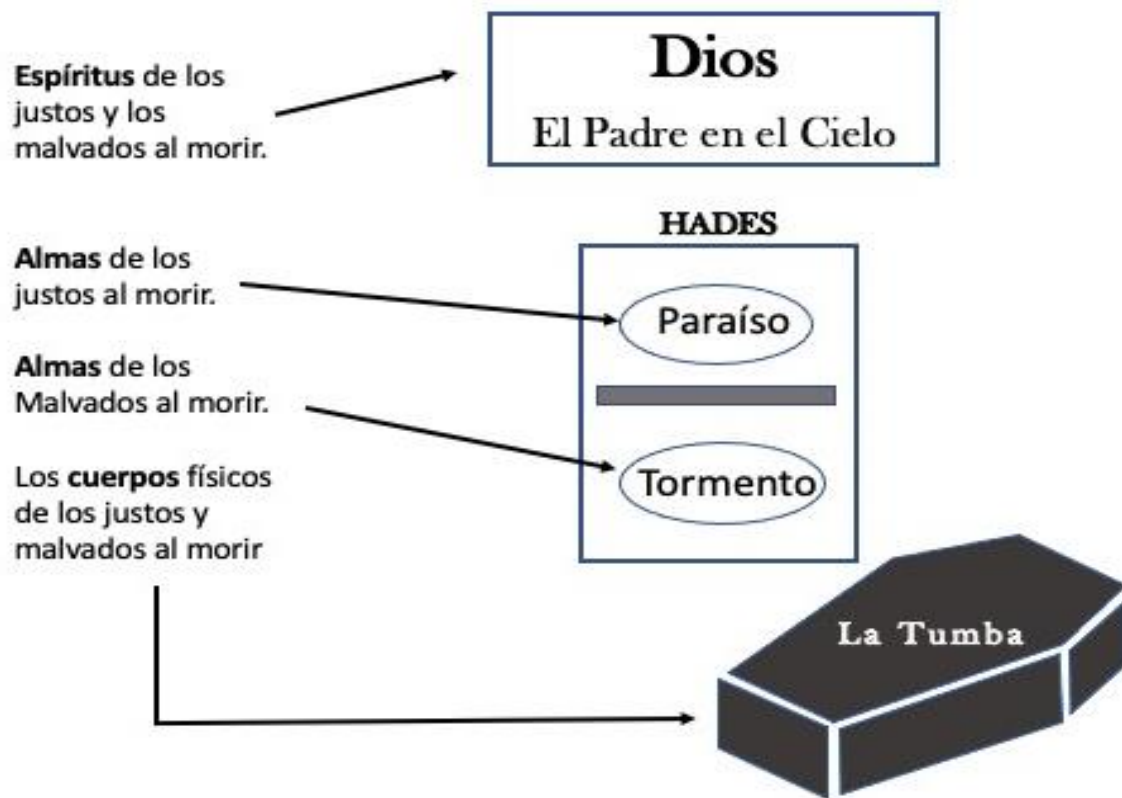 Espíritus de los
justos y los
malvados al morir.
Dios
El Padre en el Cielo
HADES
Almas de los
justos al morir.
Paraíso
Almas de los
Malvados al morir.
Tormento
Los cuerpos físicos
de los justos y
malvados al morir
La Tumba